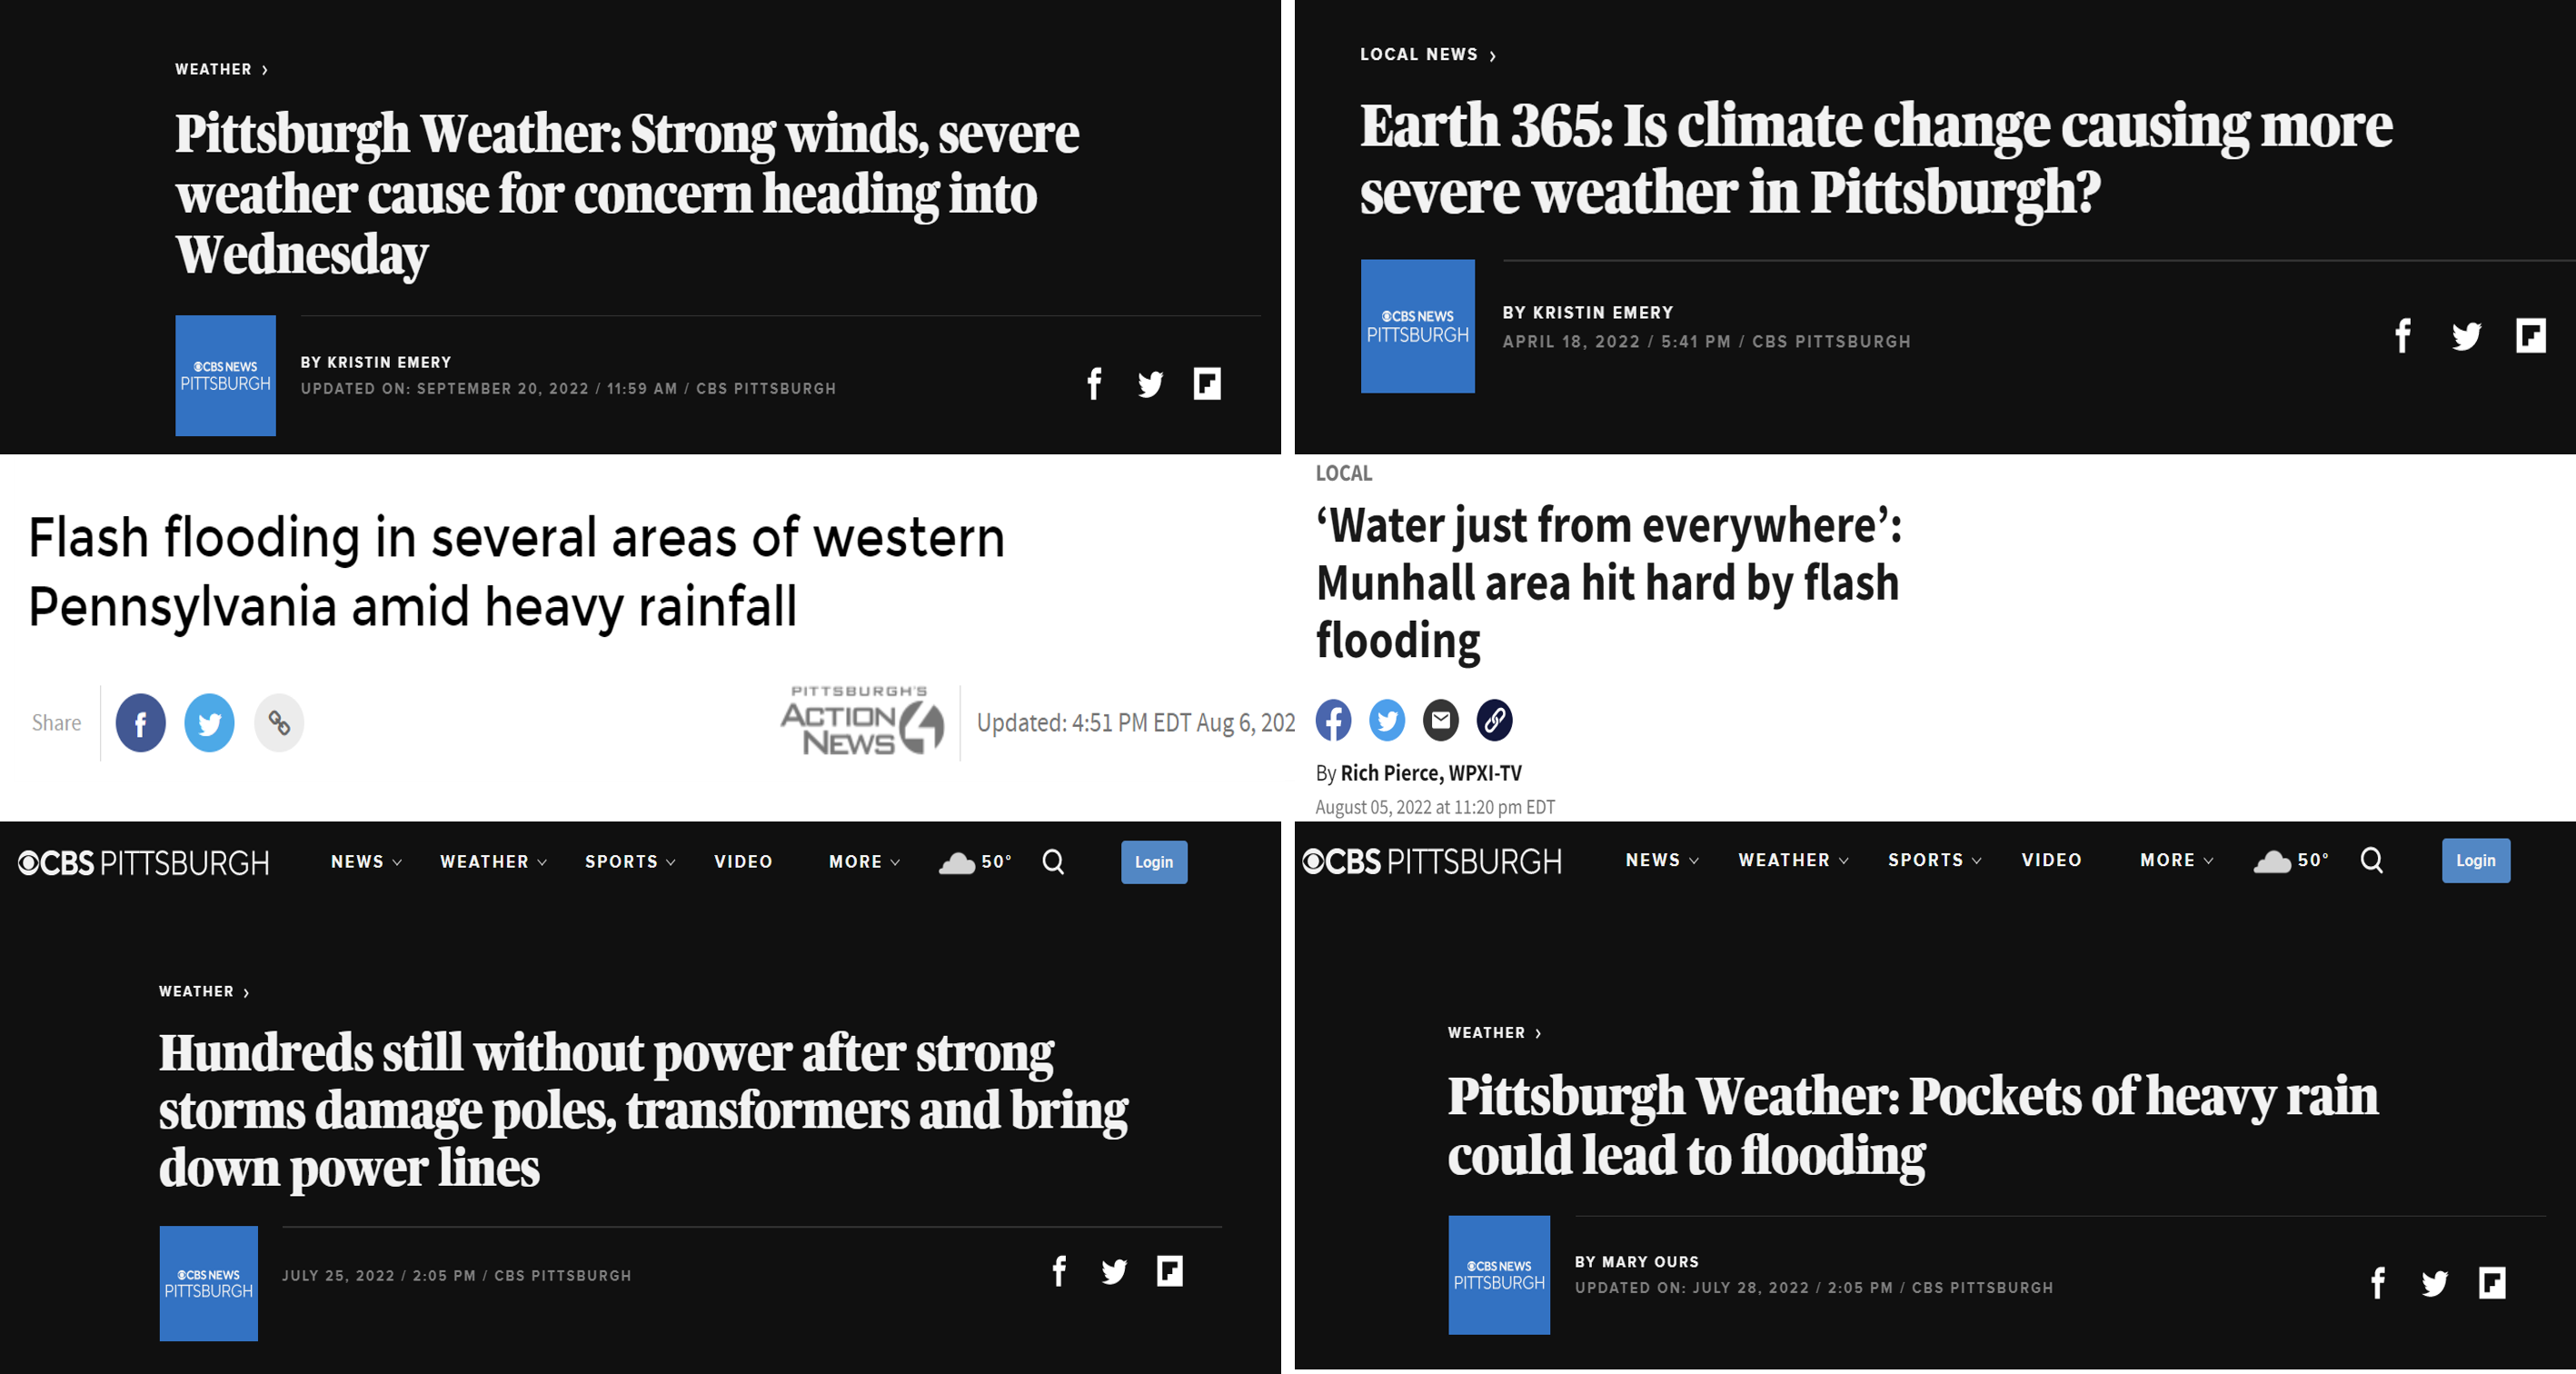 WEATHER >
Pittsburgh Weather: Strong winds, severe
weather cause for concern heading into
Wednesday
CBS NEWS
PITTSBURGH
BY KRISTIN EMERY
UPDATED ON: SEPTEMBER 20, 2022 / 11:59 AM / CBS PITTSBURGH
LOCAL NEWS >
Earth 365: Is climate change causing more
severe weather in Pittsburgh?
CBS NEWS
PITTSBURGH
BY KRISTIN EMERY
APRIL 18, 2022 / 5:41 PM / CBS PITTSBURGH
Flash flooding in several areas of western
Pennsylvania amid heavy rainfall
Share
PITTSBURGH'S
ACTION
NEWS 4
Updated: 4:51 PM EDT Aug 6, 202
LOCAL
‘Water just from everywhere’:
Munhall area hit hard by flash
flooding
By Rich Pierce, WPXI-TV
August 05, 2022 at 11:20 pm EDT
CBS PITTSBURGH NEWS WEATHER SPORTS VIDEO MORE 50° Login
WEATHER >
Hundreds still without power after strong
storms damage poles, transformers and bring
down power lines
CBS NEWS
PITTSBURGH
JULY 25, 2022 / 2:05 PM / CBS PITTSBURGH
CBS PITTSBURGH NEWS WEATHER SPORTS VIDEO MORE 50° Login
WEATHER >
Pittsburgh Weather: Pockets of heavy rain
could lead to flooding
CBS NEWS
PITTSBURGH
BY MARY OURS
UPDATED ON: JULY 28, 2022 / 2:05 PM / CBS PITTSBURGH